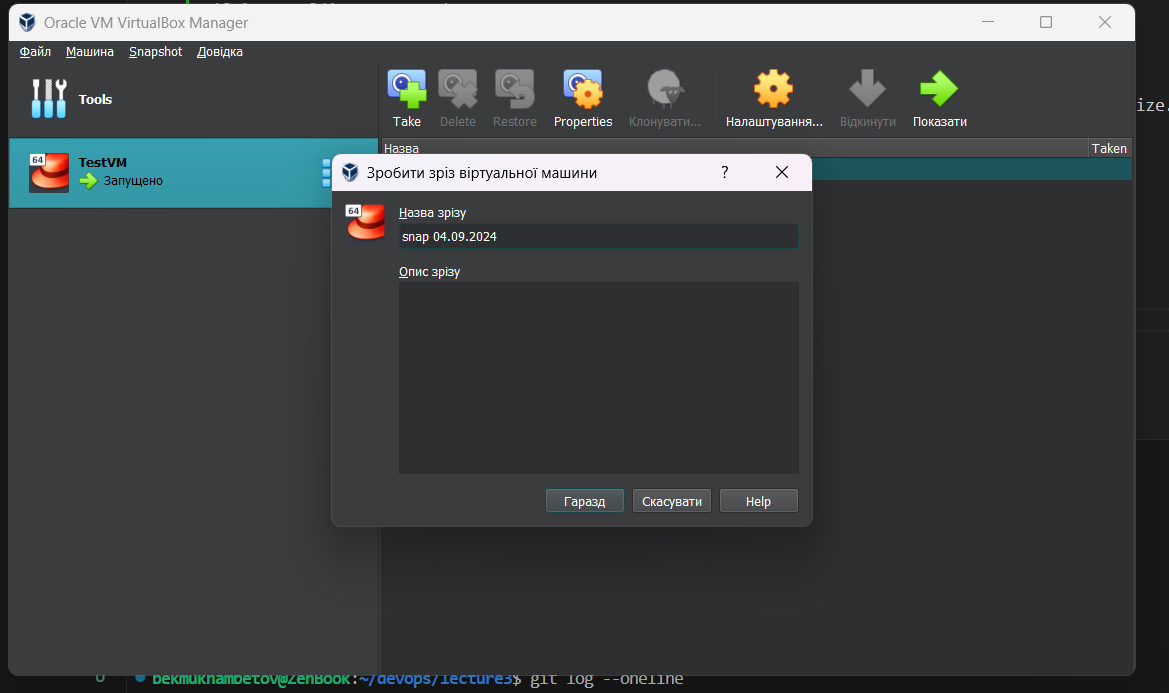 Oracle VM VirtualBox Manager
Файл Машина Snapshot Довідка
Tools
Take Delete Restore Properties Клонувати... Налаштування... Відкинути Показати
ize.
Назва Taken
64 TestVM
Запущено
Зробити зріз віртуальної машини ?
64
Назва зрізу
snap 04.09.2024
Опис зрізу
Гаразд Скасувати Help
bekmukhambetov@ZenBook:~/devops/lecture3$ git log --oneline